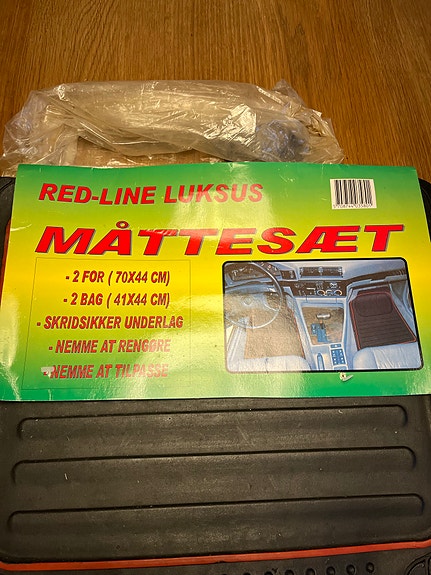 RED-LINE LUKSUS
MÅTTESÆT
- 2 FOR ( 70X44 CM)
- 2 BAG ( 41X44 CM)
- SKRIDSIKKER UNDERLAG
- NEMME AT RENGØRE
-NEMME AT TILPASSE